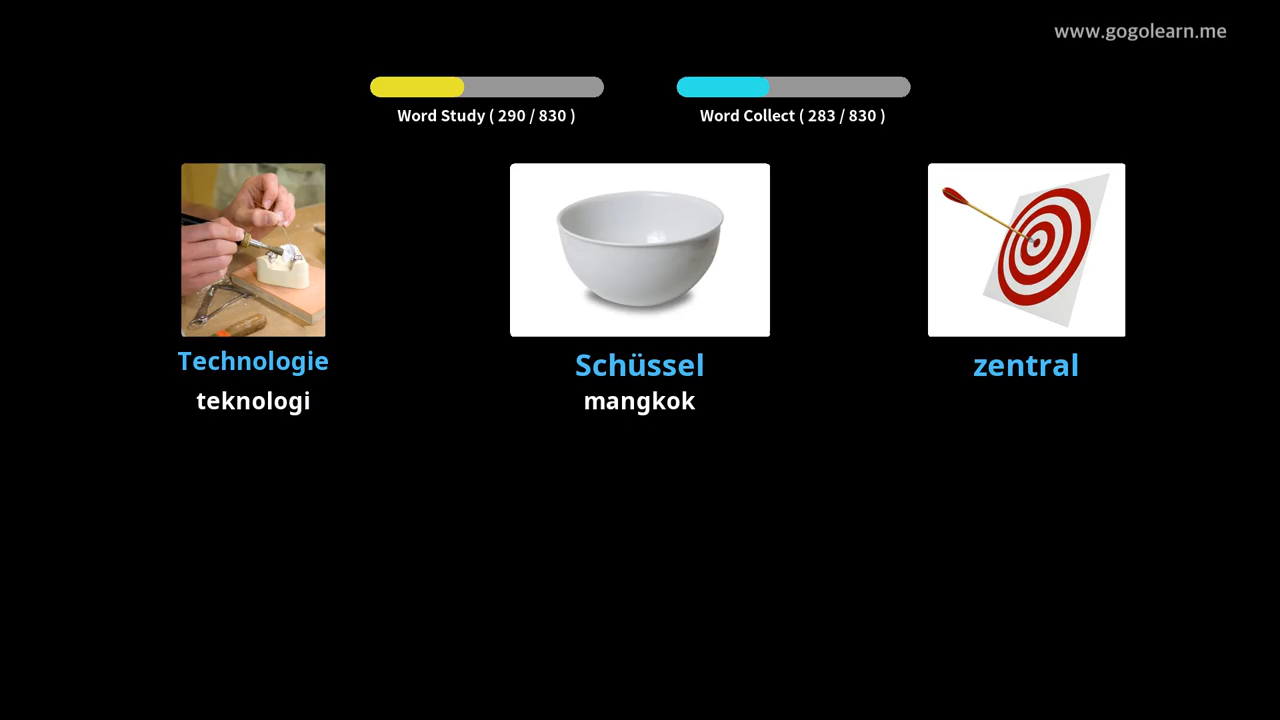 www.gogolearn.me
Word Study ( 290 / 830 )
Word Collect ( 283 / 830 )
Technologie
teknologi
Schüssel
mangkok
zentral